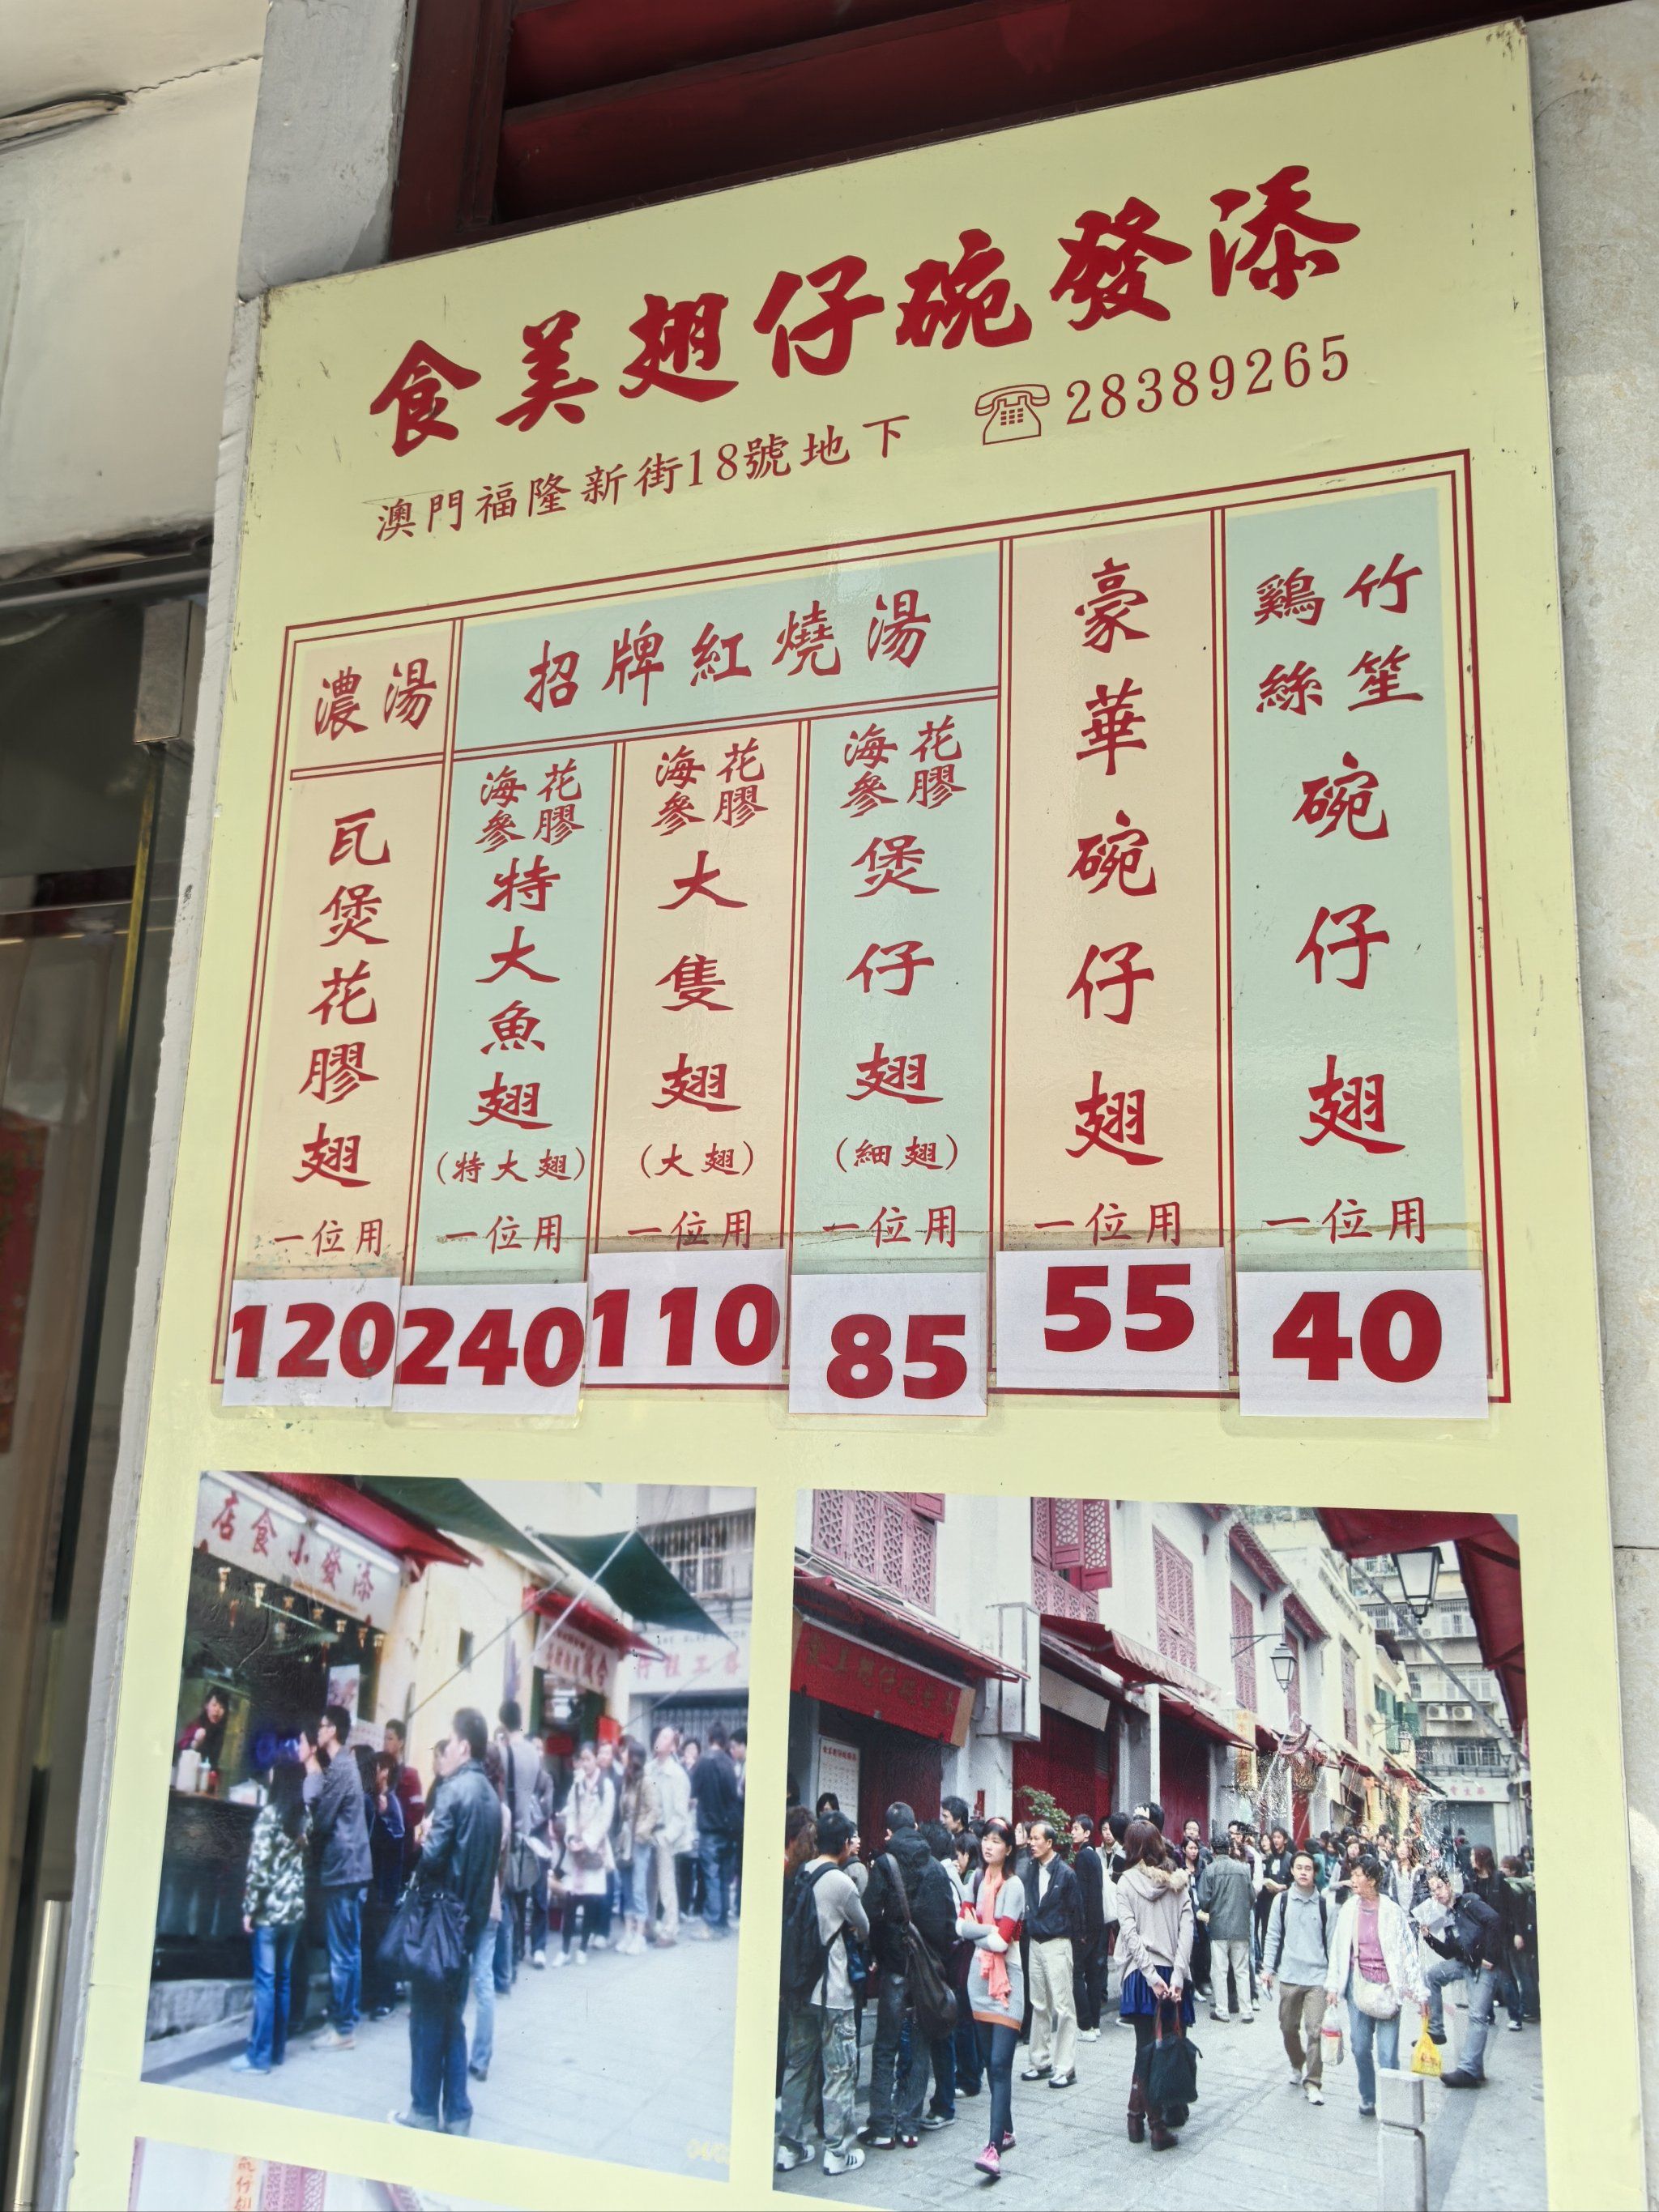 添發碗仔翅美食
澳門福隆新街18號地下 28389265
竹笙鷄絲碗仔翅
一位用
40
豪華碗仔翅
一位用
55
招牌紅燒湯
花膠海參煲仔翅
(細翅)
一位用
85
花膠海參大隻翅
(大翅)
一位用
110
花膠海參特大魚翅
(特大翅)
一位用
240
濃湯
瓦煲花膠翅
一位用
120
添發小食店